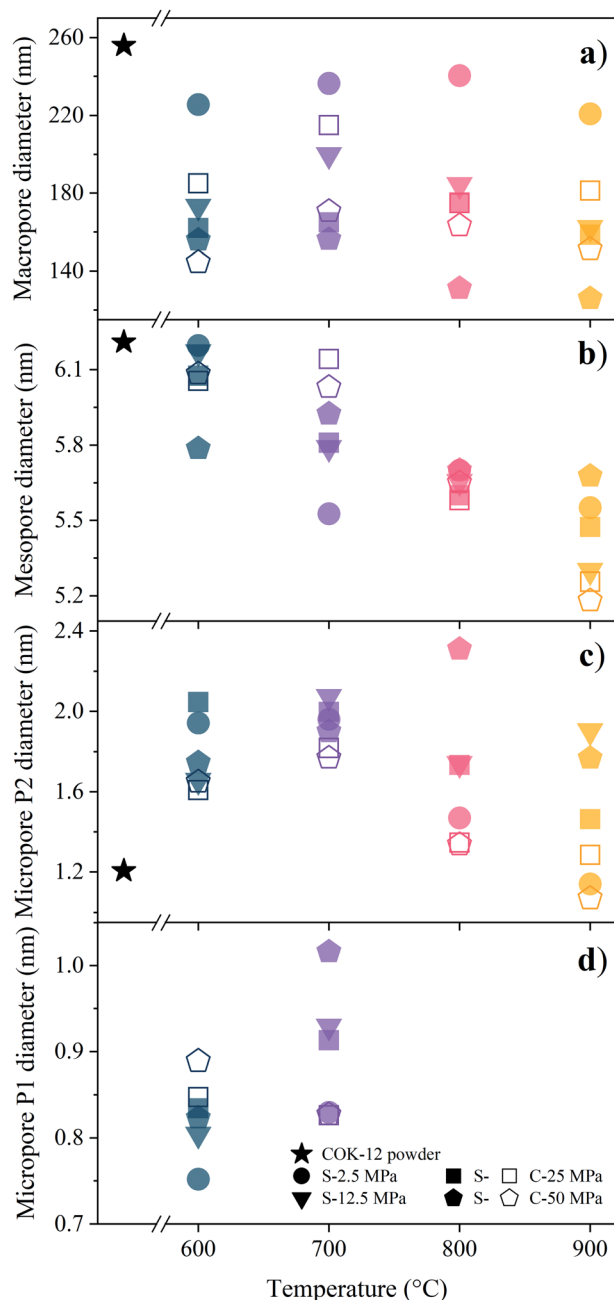 a)
Macropore diameter (nm)
260
220
180
140
b)
Mesopore diameter (nm)
6.1
5.8
5.5
5.2
c)
Micropore P2 diameter (nm)
2.4
2.0
1.6
1.2
d)
Micropore P1 diameter (nm)
1.0
0.9
0.8
0.7
COK-12 powder
S-2.5 MPa S- C-25 MPa
S-12.5 MPa S- C-50 MPa
600 700 800 900
Temperature (°C)